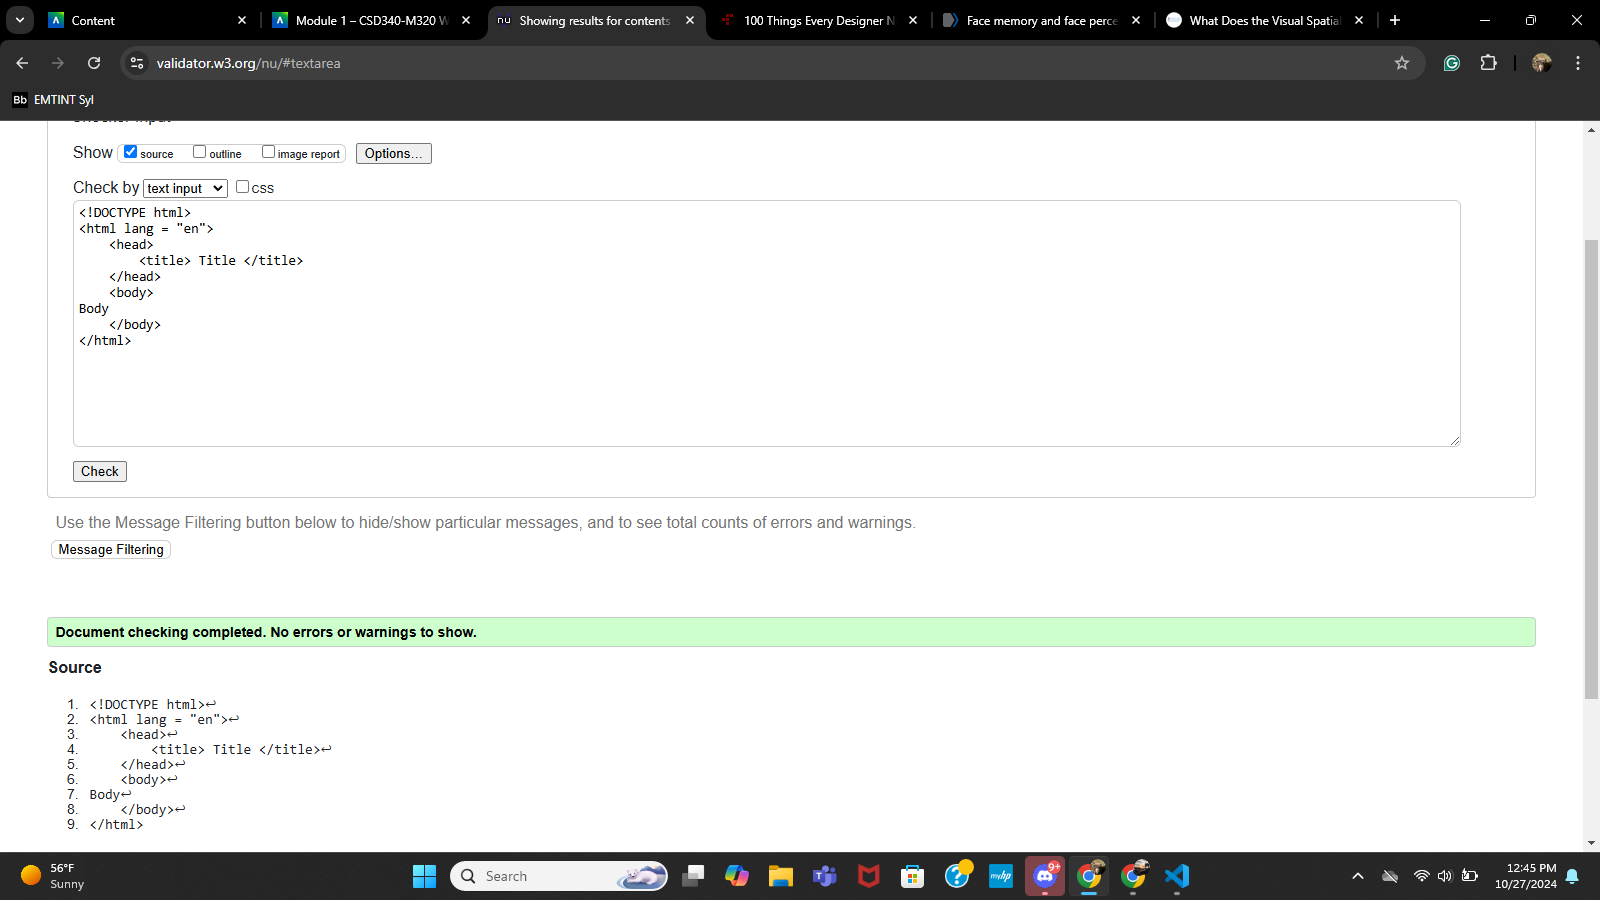 Content
Module 1 – CSD340-M320 W
nu Showing results for contents
100 Things Every Designer N
Face memory and face perce
What Does the Visual Spatia
validator.w3.org/nu/#textarea
Bb EMTINT Syl
Show source outline image report Options...
Check by text input css
<!DOCTYPE html>
<html lang = "en">
    <head>
        <title> Title </title>
    </head>
    <body>
Body
    </body>
</html>
Check
Use the Message Filtering button below to hide/show particular messages, and to see total counts of errors and warnings.
Message Filtering
Document checking completed. No errors or warnings to show.
Source
1. <!DOCTYPE html>↩
2. <html lang = "en">↩
3.     <head>↩
4.         <title> Title </title>↩
5.     </head>↩
6.     <body>↩
7. Body↩
8.     </body>↩
9. </html>
56°F
Sunny
Search
myhp
9+
12:45 PM
10/27/2024